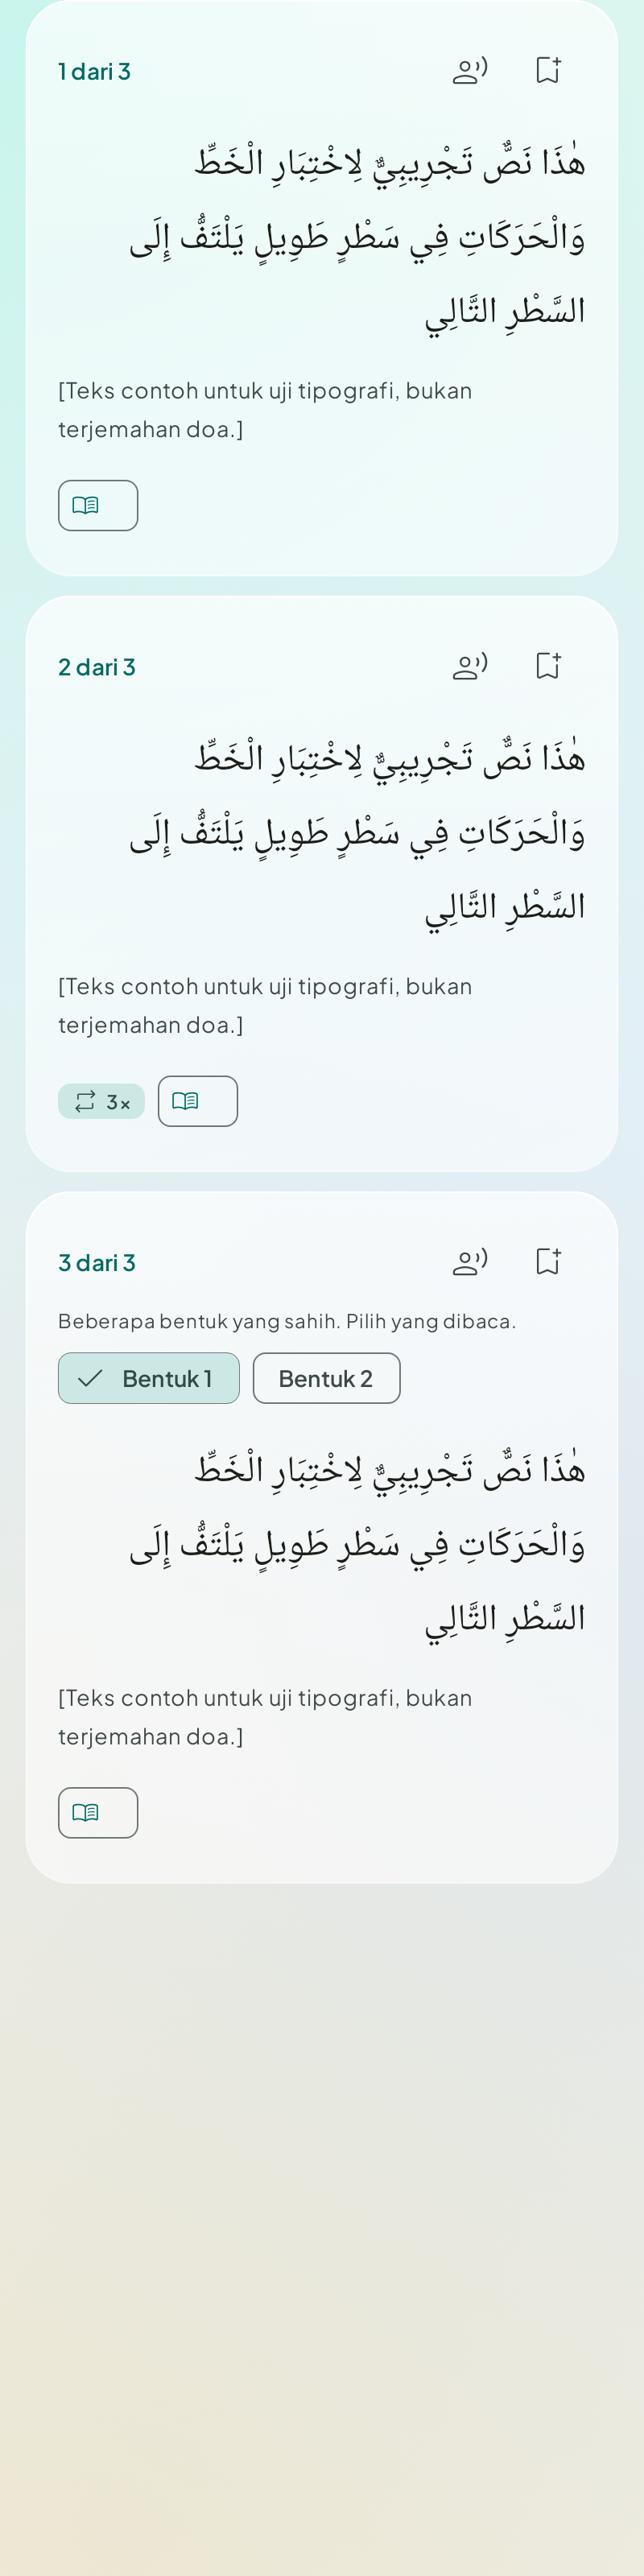 1 dari 3
هٰذَا نَصٌّ تَجْرِيبِيٌّ لِاخْتِبَارِ الْخَطِّ
وَالْحَرَكَاتِ فِي سَطْرٍ طَوِيلٍ يَلْتَفُّ إِلَى
السَّطْرِ التَّالِي
[Teks contoh untuk uji tipografi, bukan
terjemahan doa.]
2 dari 3
هٰذَا نَصٌّ تَجْرِيبِيٌّ لِاخْتِبَارِ الْخَطِّ
وَالْحَرَكَاتِ فِي سَطْرٍ طَوِيلٍ يَلْتَفُّ إِلَى
السَّطْرِ التَّالِي
[Teks contoh untuk uji tipografi, bukan
terjemahan doa.]
3×
3 dari 3
Beberapa bentuk yang sahih. Pilih yang dibaca.
Bentuk 1 Bentuk 2
هٰذَا نَصٌّ تَجْرِيبِيٌّ لِاخْتِبَارِ الْخَطِّ
وَالْحَرَكَاتِ فِي سَطْرٍ طَوِيلٍ يَلْتَفُّ إِلَى
السَّطْرِ التَّالِي
[Teks contoh untuk uji tipografi, bukan
terjemahan doa.]